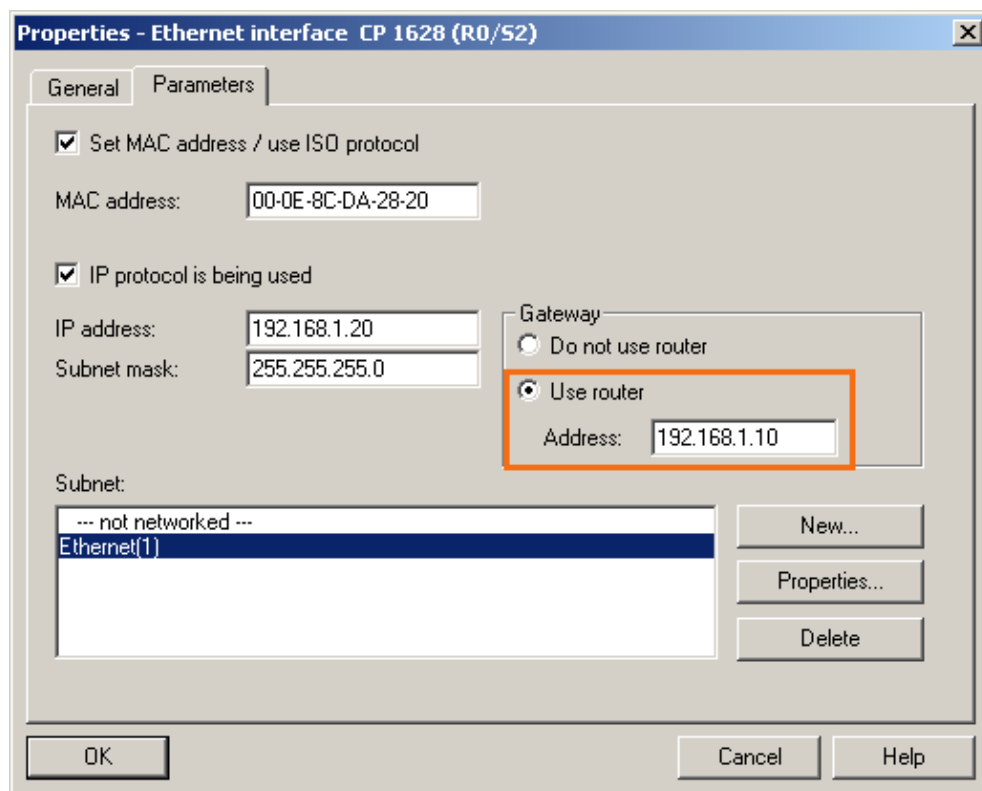 Properties - Ethernet interface CP 1628 (R0/S2)
General Parameters
Set MAC address / use ISO protocol
MAC address: 00-0E-8C-DA-28-20
IP protocol is being used
IP address: 192.168.1.20
Subnet mask: 255.255.255.0
Gateway
Do not use router
Use router
Address: 192.168.1.10
Subnet:
--- not networked ---
Ethernet(1)
New...
Properties...
Delete
OK Cancel Help